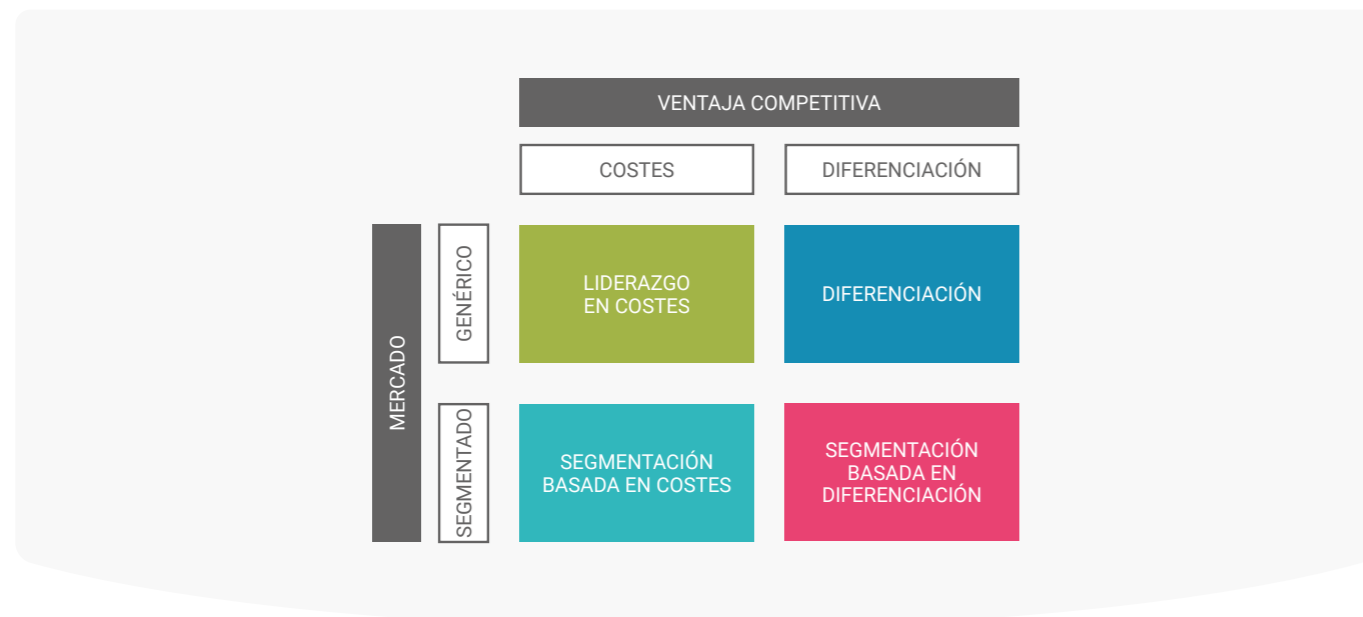 VENTAJA COMPETITIVA
COSTES
DIFERENCIACIÓN
MERCADO
GENÉRICO
LIDERAZGO
EN COSTES
DIFERENCIACIÓN
SEGMENTADO
SEGMENTACIÓN
BASADA EN COSTES
SEGMENTACIÓN
BASADA EN
DIFERENCIACIÓN